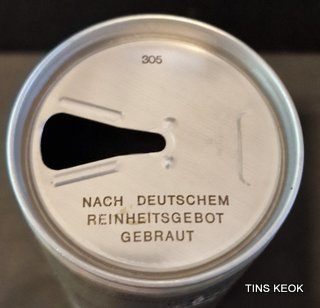 305
NACH DEUTSCHEM
REINHEITSGEBOT
GEBRAUT
TINS KEOK